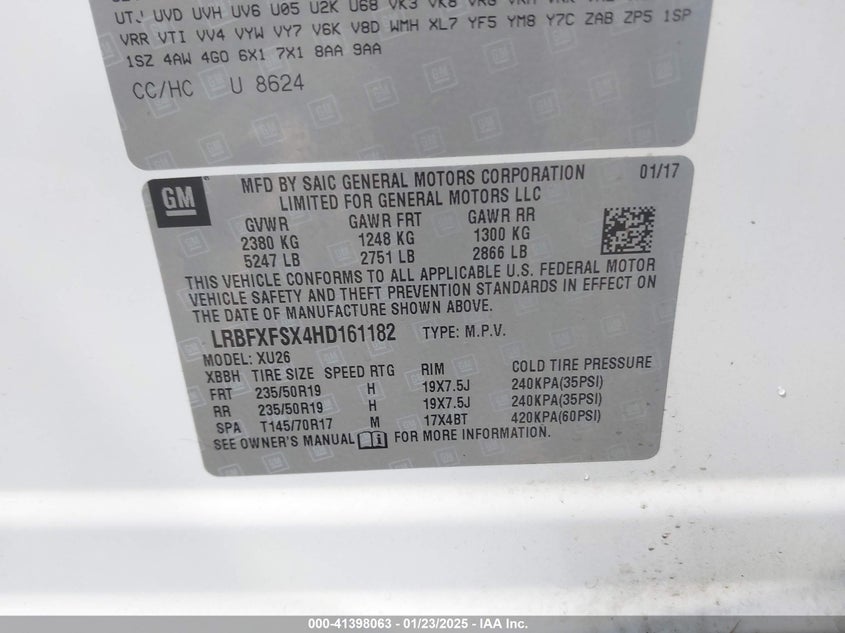 UTJ UVD UVH UV6 U05 U2K U68 VK3 VK8
VRR VTI VV4 VYW VY7 V6K V8D WMH XL7 YF5 YM8 Y7C ZAB ZP5 1SP
1SZ 4AW 4G0 6X1 7X1 8AA 9AA
CC/HC U 8624
GM
MFD BY SAIC GENERAL MOTORS CORPORATION 01/17
LIMITED FOR GENERAL MOTORS LLC
GVWR GAWR FRT GAWR RR
2380 KG 1248 KG 1300 KG
5247 LB 2751 LB 2866 LB
THIS VEHICLE CONFORMS TO ALL APPLICABLE U.S. FEDERAL MOTOR
VEHICLE SAFETY AND THEFT PREVENTION STANDARDS IN EFFECT ON
THE DATE OF MANUFACTURE SHOWN ABOVE.
LRBFXFSX4HD161182 TYPE: M.P.V.
MODEL: XU26
XBBH TIRE SIZE SPEED RTG RIM COLD TIRE PRESSURE
FRT 235/50R19 H 19X7.5J 240KPA(35PSI)
RR 235/50R19 H 19X7.5J 240KPA(35PSI)
SPA T145/70R17 M 17X4BT 420KPA(60PSI)
SEE OWNER'S MANUAL FOR MORE INFORMATION.
000-41398063 - 01/23/2025 - IAA Inc.